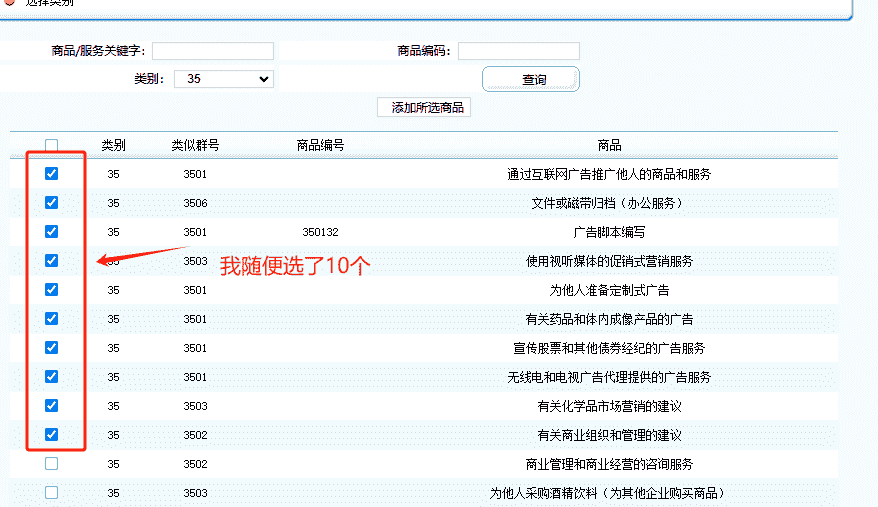 选择类别
商品/服务关键字： 商品编码：
类别： 35 查询
添加所选商品
类别 类似群号 商品编号 商品
35 3501 通过互联网广告推广他人的商品和服务
35 3506 文件或磁带归档（办公服务）
35 3501 350132 广告脚本编写
35 3503 使用视听媒体的促销式营销服务
我随便选了10个
35 3501 为他人准备定制式广告
35 3501 有关药品和体内成像产品的广告
35 3501 宣传股票和其他债券经纪的广告服务
35 3501 无线电和电视广告代理提供的广告服务
35 3503 有关化学品市场营销的建议
35 3502 有关商业组织和管理的建议
35 3502 商业管理和商业经营的咨询服务
35 3503 为他人采购酒精饮料（为其他企业购买商品）